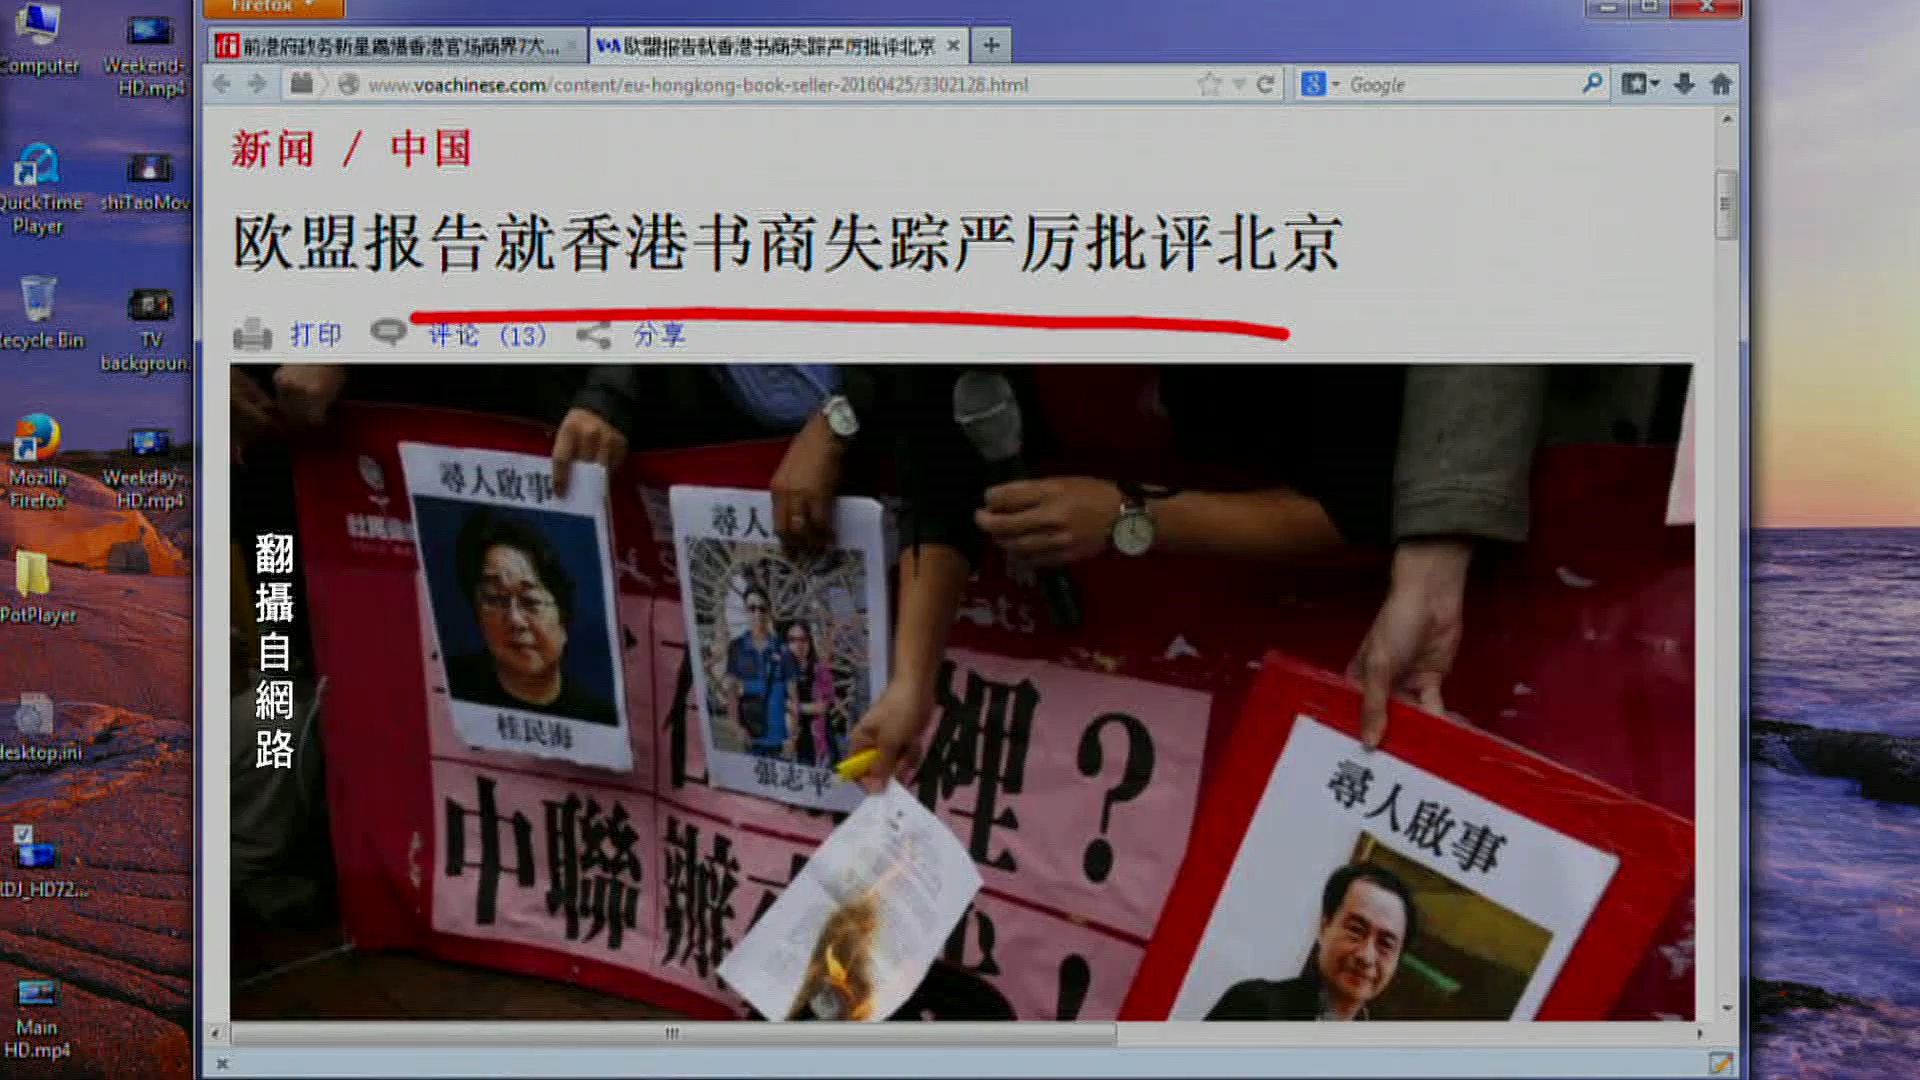 Firefox
前港府政务新星踢爆香港官场商界7大...
VOA 欧盟报告就香港书商失踪严厉批评北京
www.voachinese.com/content/eu-hongkong-book-seller-20160425/3302128.html
Google
新闻 / 中国
欧盟报告就香港书商失踪严厉批评北京
打印
评论 (13)
分享
尋人啟事
桂民海
尋人
張志平
尋人啟事
裡？
中聯辦
！
翻攝自網路
Computer
Weekend-HD.mp4
QuickTime Player
shiTaoMov
ecycle Bin
TV backgroun.
Mozilla Firefox
Weekday-.HD.mp4
PotPlayer
desktop.ini
DJ_HD72...
Main HD.mp4